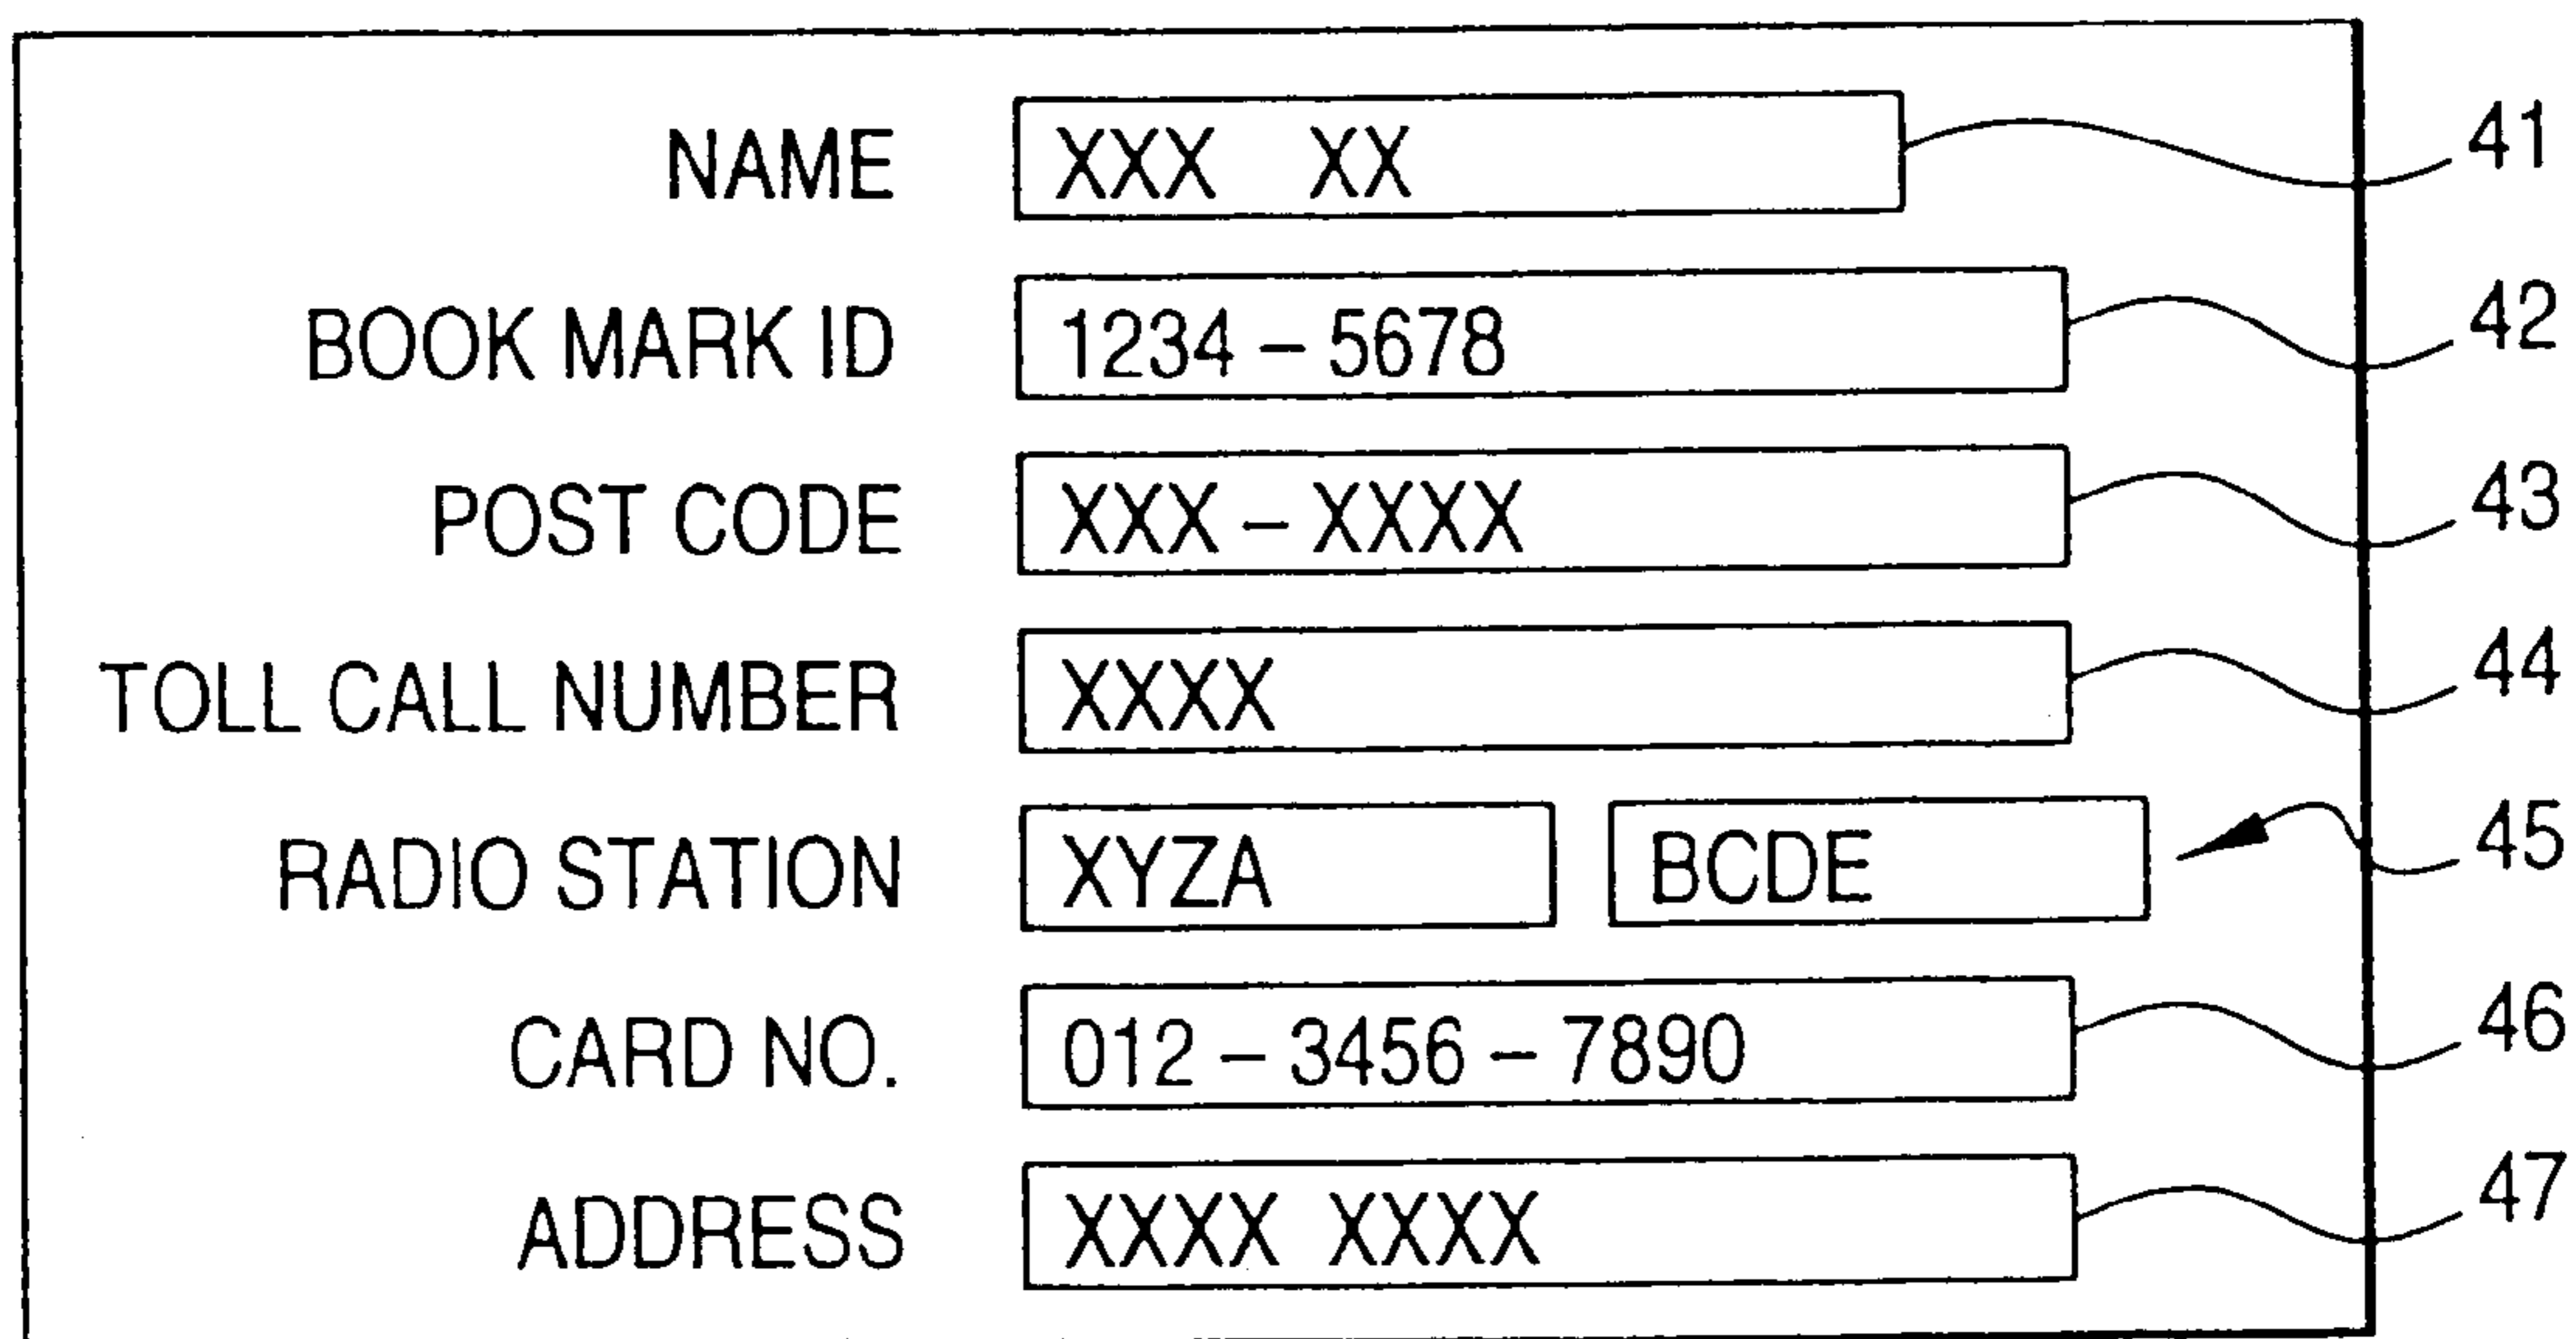 NAME XXX XX 41
BOOK MARK ID 1234 – 5678 42
POST CODE XXX – XXXX 43
TOLL CALL NUMBER XXXX 44
RADIO STATION XYZA BCDE 45
CARD NO. 012 – 3456 – 7890 46
ADDRESS XXXX XXXX 47